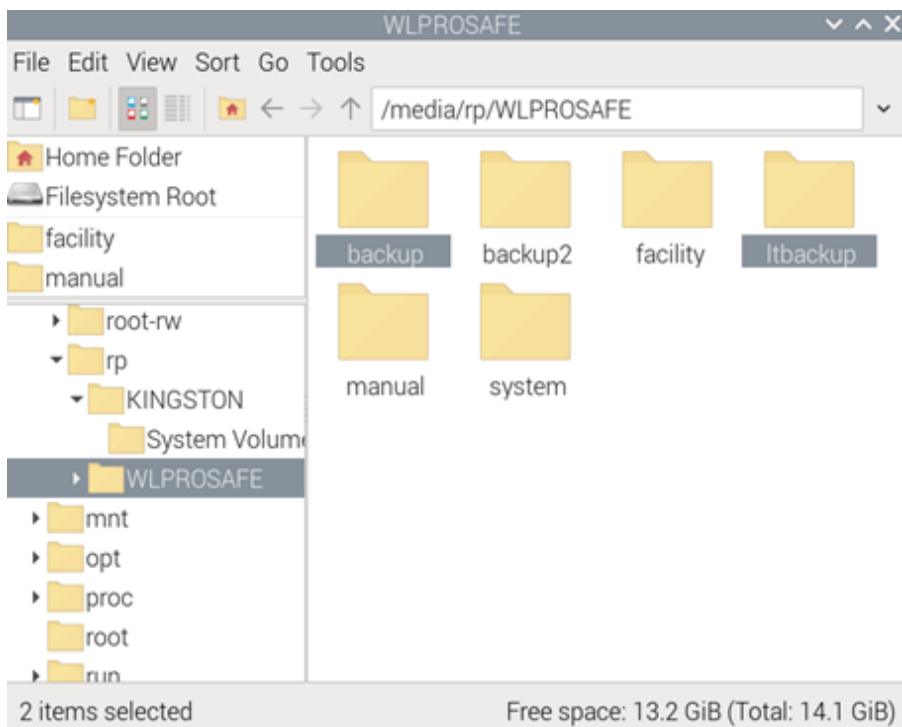 WLPROSAFE
File Edit View Sort Go Tools
/media/rp/WLPROSAFE
Home Folder
Filesystem Root
facility
manual
root-rw
rp
KINGSTON
System Volume
WLPROSAFE
mnt
opt
proc
root
run
backup backup2 facility ltbackup
manual system
2 items selected Free space: 13.2 GiB (Total: 14.1 GiB)